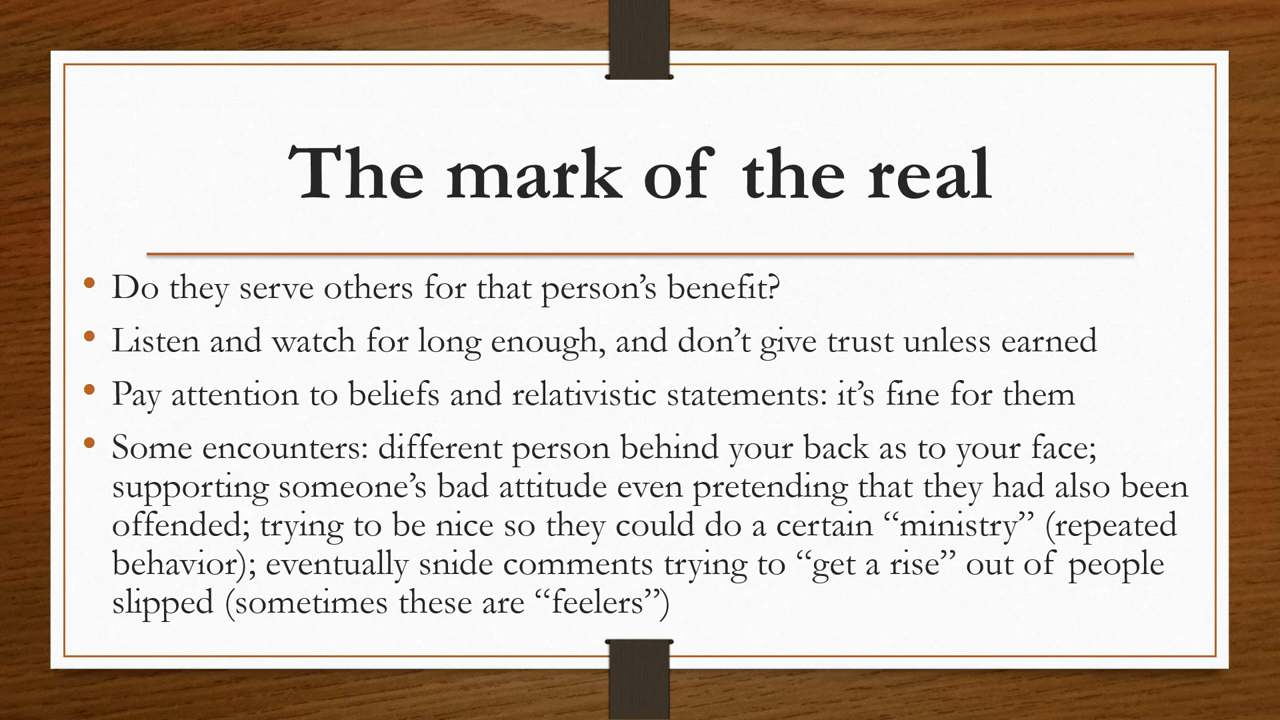 The mark of the real
• Do they serve others for that person’s benefit?
• Listen and watch for long enough, and don’t give trust unless earned
• Pay attention to beliefs and relativistic statements: it’s fine for them
• Some encounters: different person behind your back as to your face;
supporting someone’s bad attitude even pretending that they had also been
offended; trying to be nice so they could do a certain “ministry” (repeated
behavior); eventually snide comments trying to “get a rise” out of people
slipped (sometimes these are “feelers”)